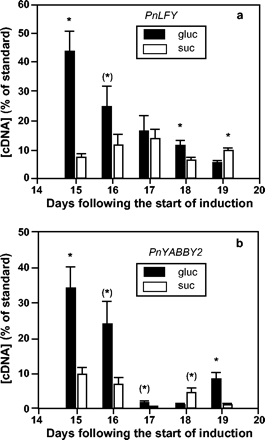 PnLFY
a
gluc
suc
[cDNA] (% of standard)
60
50
40
30
20
10
0
*
(*)
*
*
14 15 16 17 18 19 20
Days following the start of induction
PnYABBY2
b
gluc
suc
[cDNA] (% of standard)
50
40
30
20
10
0
*
(*)
(*)
(*)
*
14 15 16 17 18 19 20
Days following the start of induction